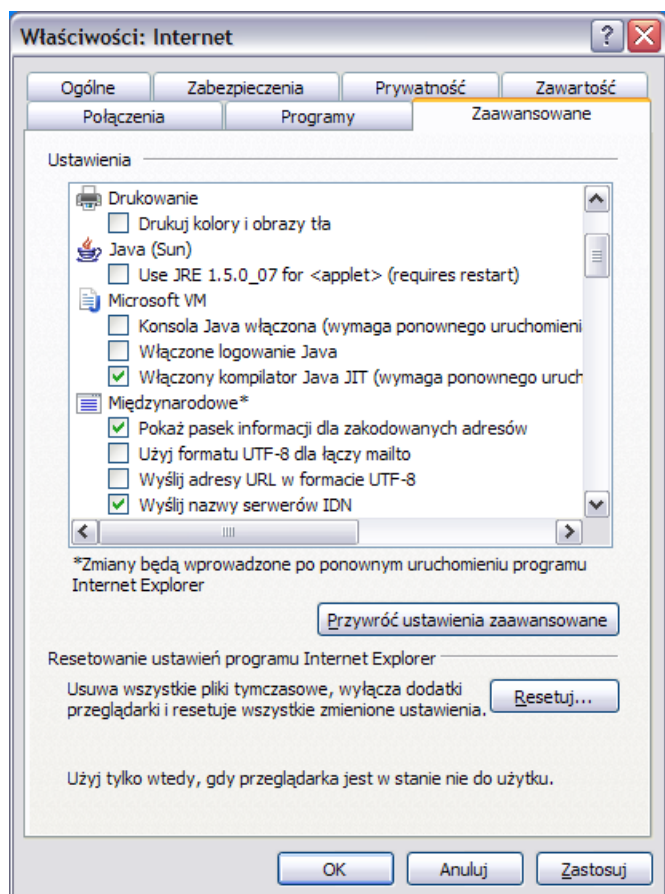 Właściwości: Internet
Ogólne Zabezpieczenia Prywatność Zawartość
Połączenia Programy Zaawansowane
Ustawienia
Drukowanie
Drukuj kolory i obrazy tła
Java (Sun)
Use JRE 1.5.0_07 for <applet> (requires restart)
Microsoft VM
Konsola Java włączona (wymaga ponownego uruchomieni
Włączone logowanie Java
Włączony kompilator Java JIT (wymaga ponownego uruch
Międzynarodowe*
Pokaż pasek informacji dla zakodowanych adresów
Użyj formatu UTF-8 dla łączy mailto
Wyślij adresy URL w formacie UTF-8
Wyślij nazwy serwerów IDN
*Zmiany będą wprowadzone po ponownym uruchomieniu programu
Internet Explorer
Przywróć ustawienia zaawansowane
Resetowanie ustawień programu Internet Explorer
Usuwa wszystkie pliki tymczasowe, wyłącza dodatki
przeglądarki i resetuje wszystkie zmienione ustawienia.
Resetuj...
Użyj tylko wtedy, gdy przeglądarka jest w stanie nie do użytku.
OK Anuluj Zastosuj